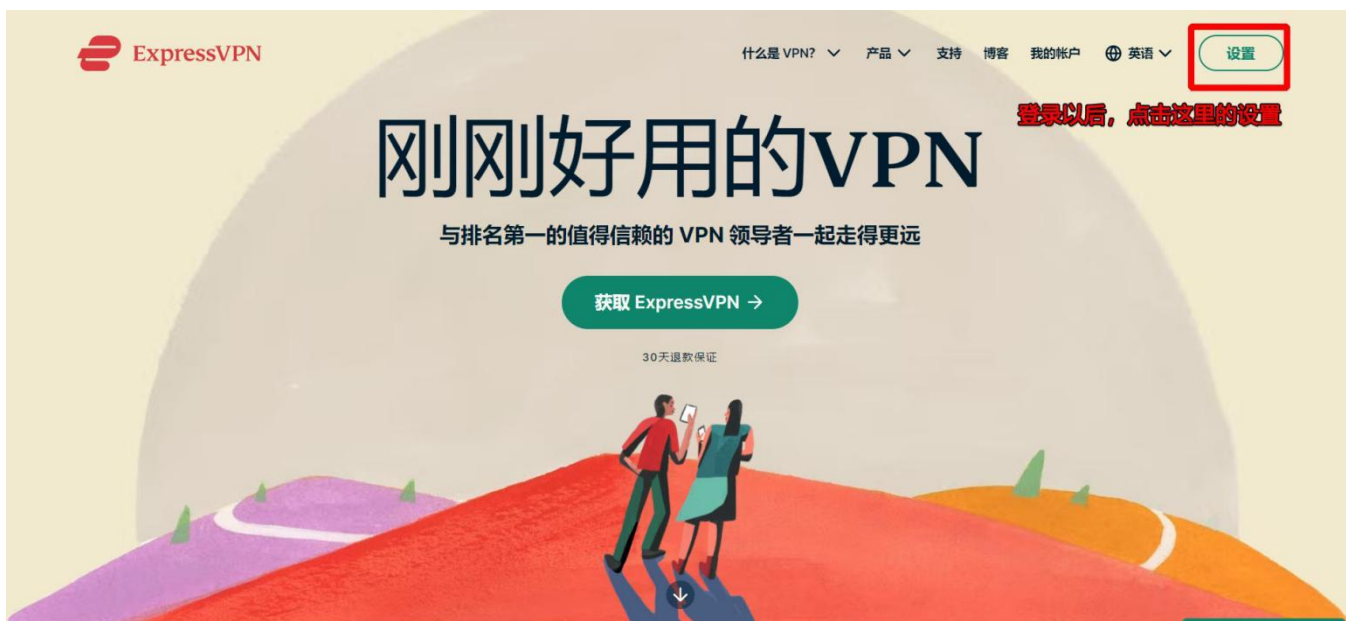 ExpressVPN
什么是 VPN? 产品 支持 博客 我的帐户 英语 设置
登录以后，点击这里的设置
刚刚好用的VPN
与排名第一的值得信赖的 VPN 领导者一起走得更远
获取 ExpressVPN →
30天退款保证